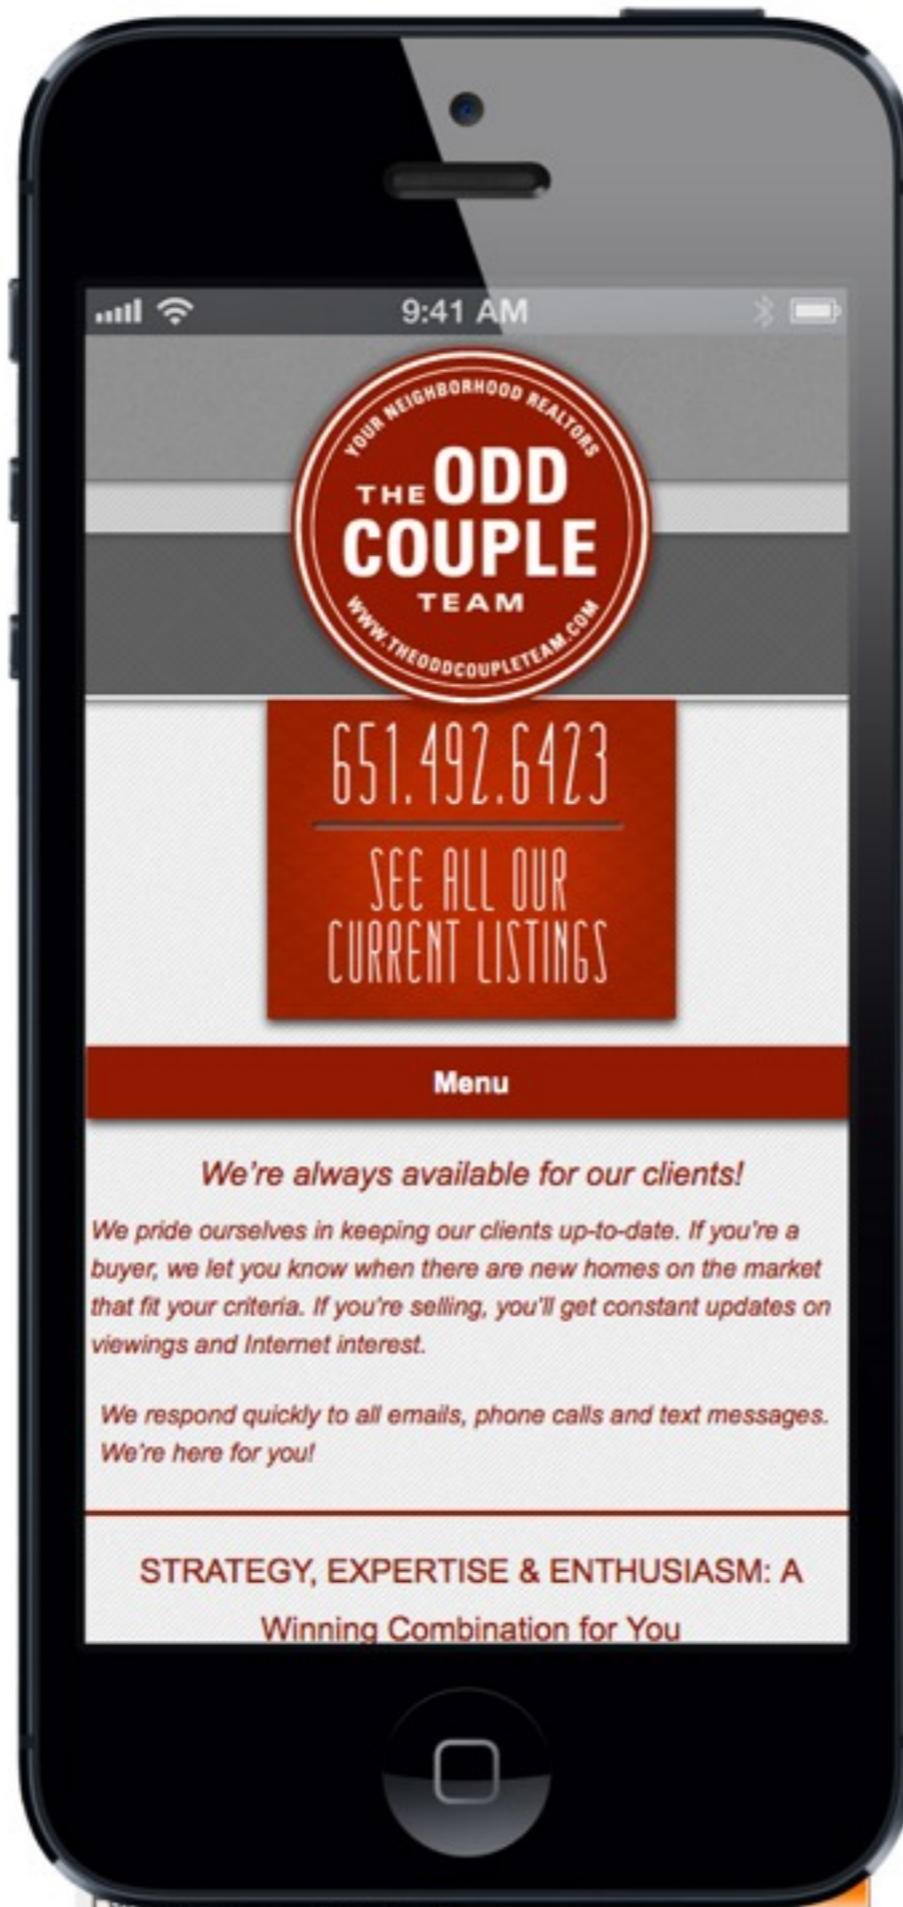 9:41 AM
YOUR NEIGHBORHOOD REALTORS
THE ODD
COUPLE
TEAM
WWW.THEODDCOUPLETEAM.COM
651.492.6423
SEE ALL OUR
CURRENT LISTINGS
Menu
We're always available for our clients!
We pride ourselves in keeping our clients up-to-date. If you're a
buyer, we let you know when there are new homes on the market
that fit your criteria. If you're selling, you'll get constant updates on
viewings and Internet interest.
We respond quickly to all emails, phone calls and text messages.
We're here for you!
STRATEGY, EXPERTISE & ENTHUSIASM: A
Winning Combination for You